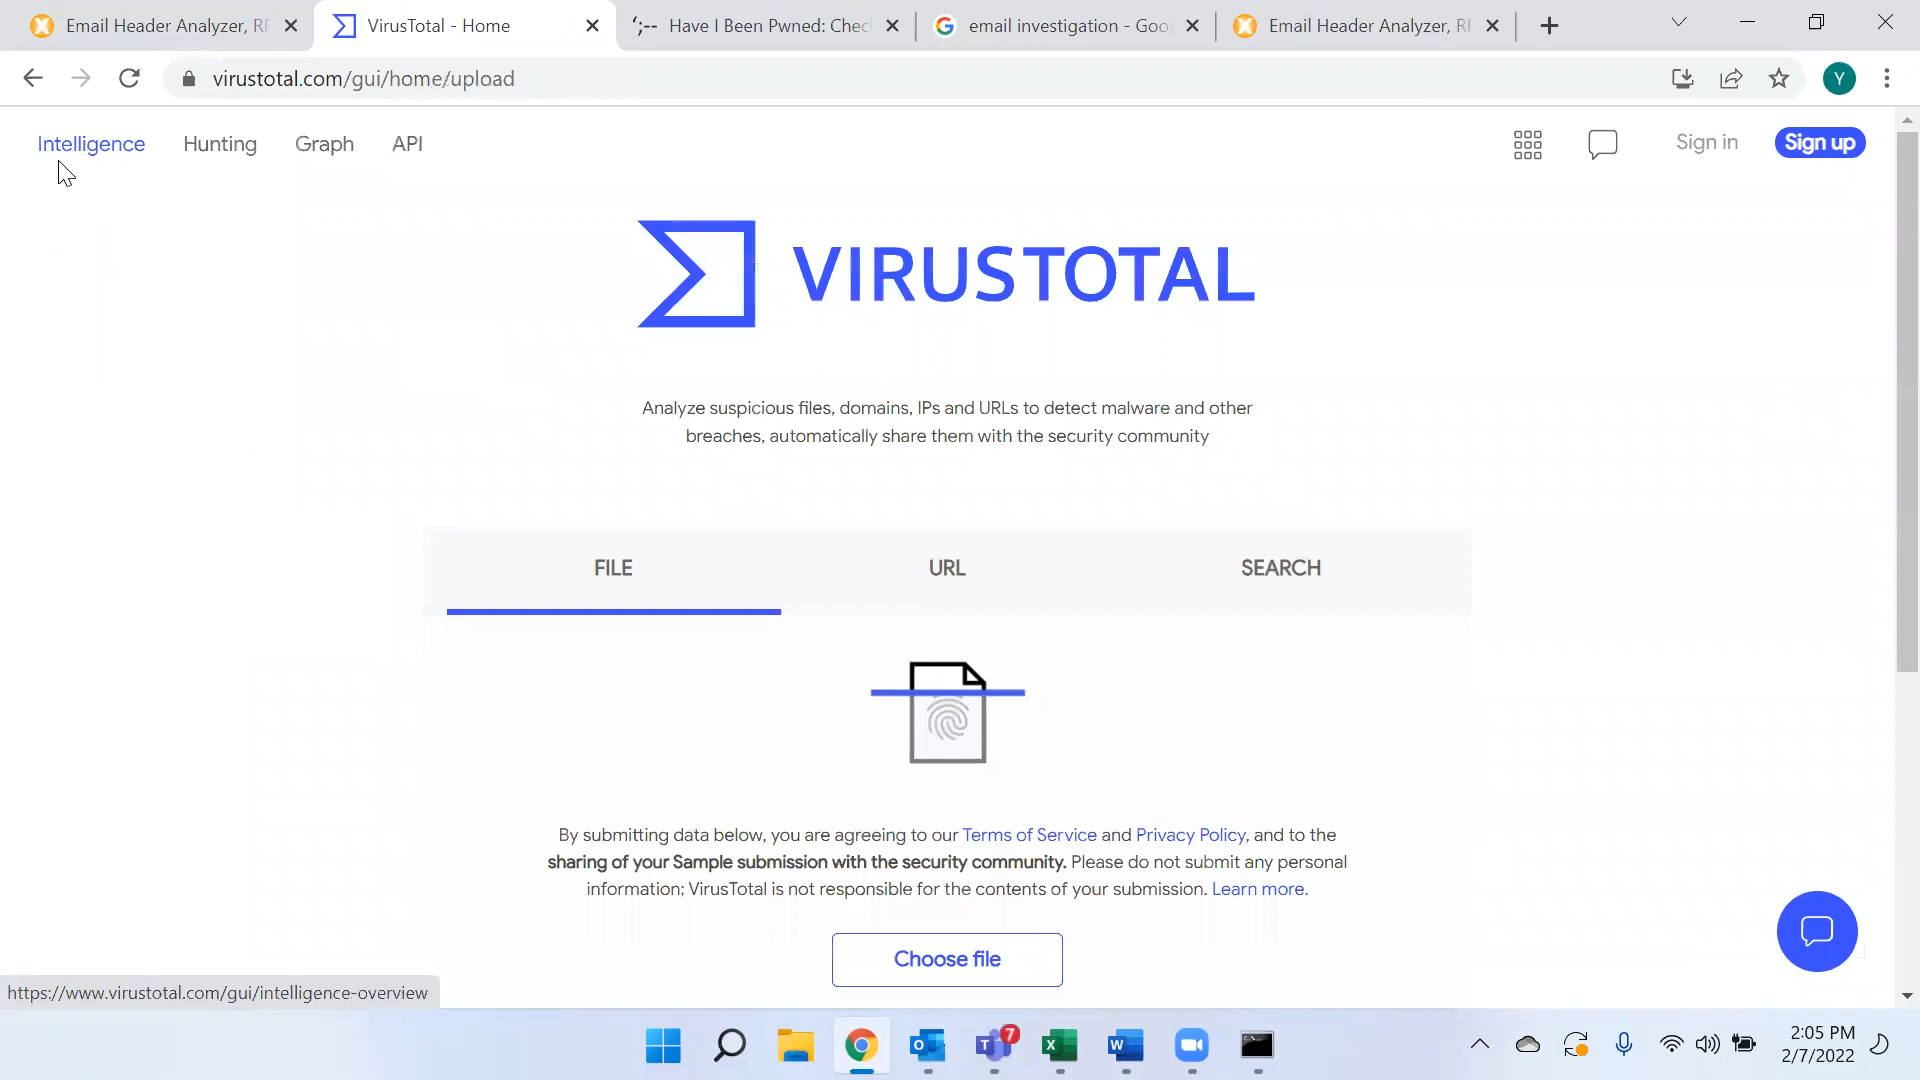 Email Header Analyzer, RF
VirusTotal - Home
';-- Have I Been Pwned: Chec
email investigation - Goo
Email Header Analyzer, RF
virustotal.com/gui/home/upload
Y
Intelligence Hunting Graph API
Sign in
Sign up
VIRUSTOTAL
Analyze suspicious files, domains, IPs and URLs to detect malware and other
breaches, automatically share them with the security community
FILE
URL
SEARCH
By submitting data below, you are agreeing to our Terms of Service and Privacy Policy, and to the
sharing of your Sample submission with the security community. Please do not submit any personal
information; VirusTotal is not responsible for the contents of your submission. Learn more.
Choose file
https://www.virustotal.com/gui/intelligence-overview
7
2:05 PM
2/7/2022